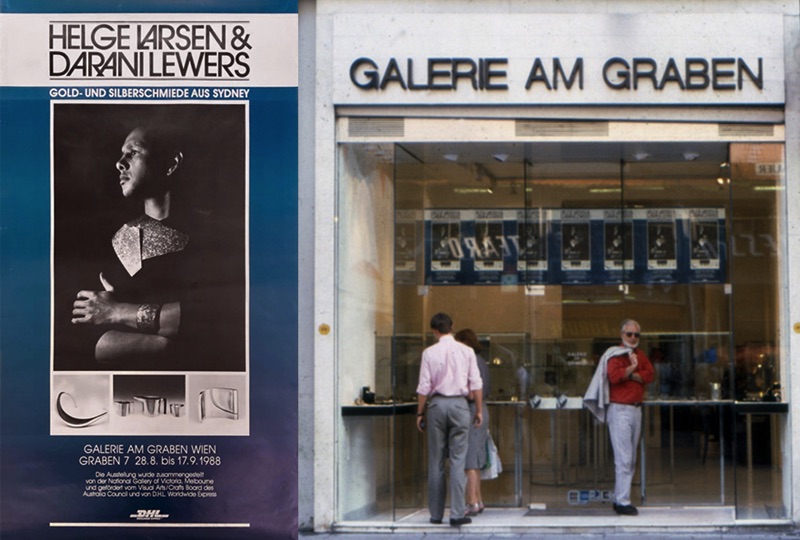 HELGE LARSEN &
DARANI LEWERS
GOLD- UND SILBERSCHMIEDE AUS SYDNEY
GALERIE AM GRABEN WIEN
GRABEN 7 28.8. bis 17.9.1988
Die Ausstellung wurde zusammengestellt
von der National Gallery of Victoria, Melbourne
und gefördert vom Visual Arts/Crafts Board des
Australia Council und von D.H.L. Worldwide Express
DHL
GALERIE AM GRABEN